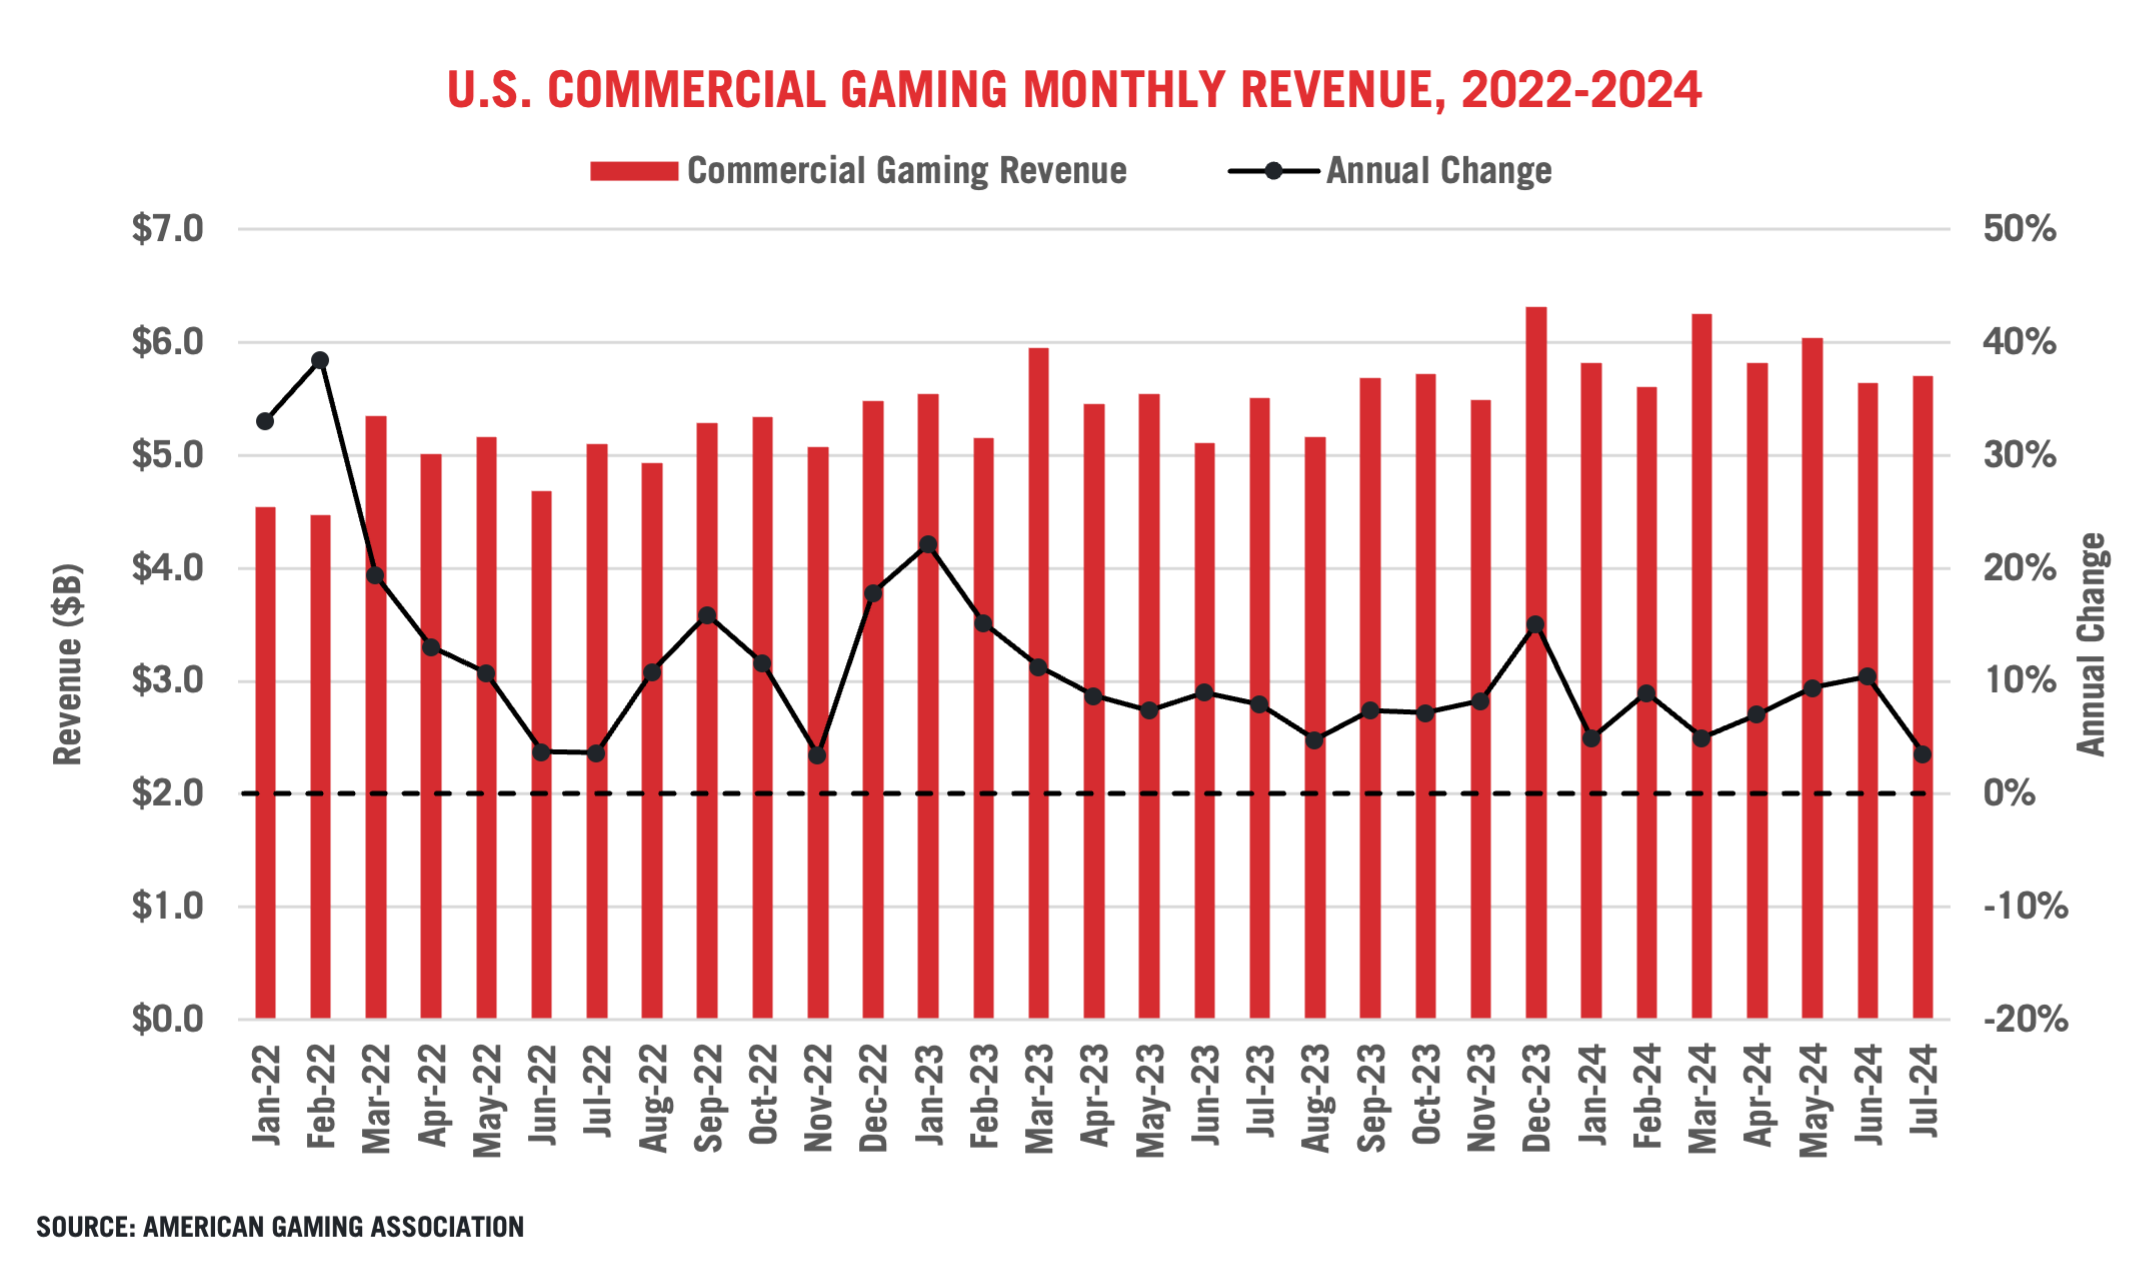 U.S. COMMERCIAL GAMING MONTHLY REVENUE, 2022-2024
Commercial Gaming Revenue
Annual Change
$7.0
$6.0
$5.0
$4.0
$3.0
$2.0
$1.0
$0.0
Revenue ($B)
50%
40%
30%
20%
10%
0%
-10%
-20%
Annual Change
Jan-22
Feb-22
Mar-22
Apr-22
May-22
Jun-22
Jul-22
Aug-22
Sep-22
Oct-22
Nov-22
Dec-22
Jan-23
Feb-23
Mar-23
Apr-23
May-23
Jun-23
Jul-23
Aug-23
Sep-23
Oct-23
Nov-23
Dec-23
Jan-24
Feb-24
Mar-24
Apr-24
May-24
Jun-24
Jul-24
SOURCE: AMERICAN GAMING ASSOCIATION